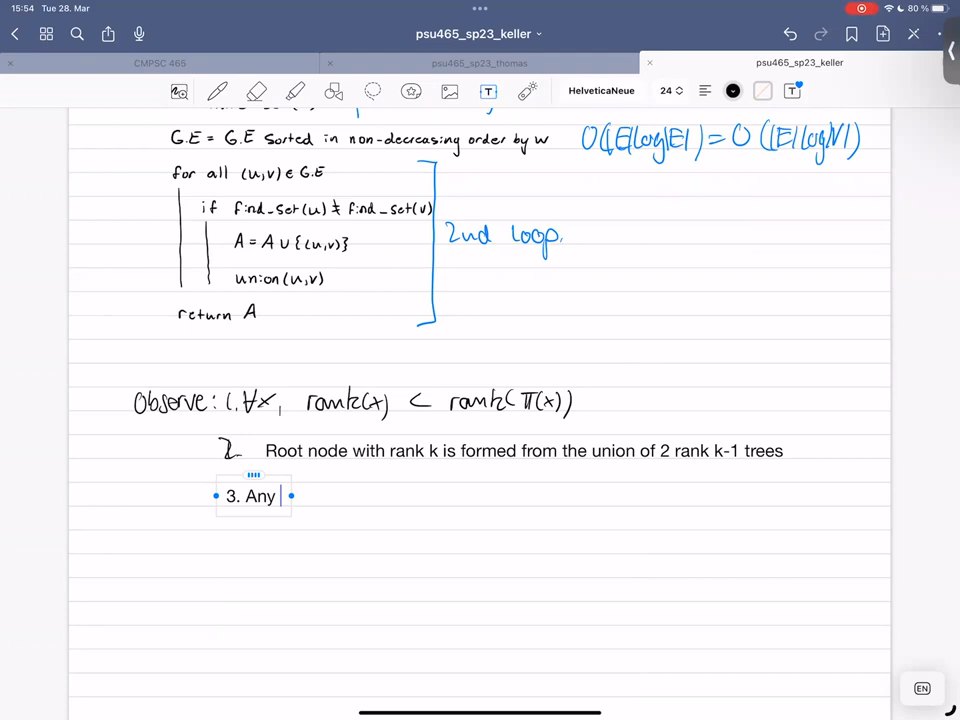 15:54 Tue 28. Mar
80 %
psu465_sp23_keller
CMPSC 465
psu465_sp23_thomas
psu465_sp23_keller
HelveticaNeue
24
G.E = G.E sorted in non-decreasing order by w
O(|E|log|E|) = O(|E|log|V|)
for all (u,v) ∈ G.E
if find_set(u) ≠ find_set(v)
A = A ∪ {(u,v)}
2nd loop.
union(u,v)
return A
Observe: 1. ∀x, rank(x) < rank(π(x))
2. Root node with rank k is formed from the union of 2 rank k-1 trees
3. Any
EN